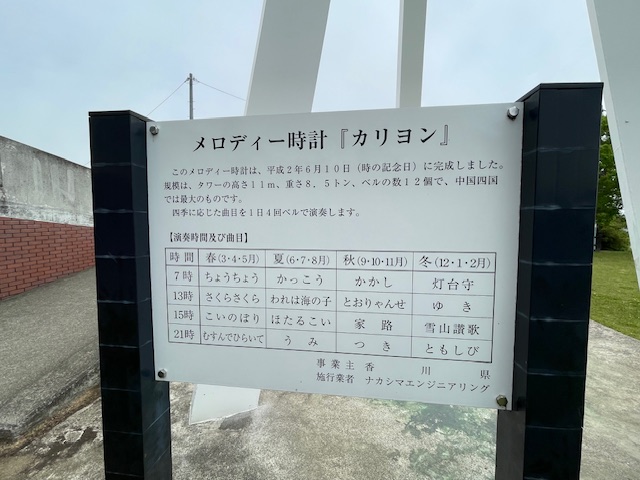 メロディー時計『カリヨン』
このメロディー時計は、平成2年6月10日（時の記念日）に完成しました。
規模は、タワーの高さ11m、重さ8．5トン、ベルの数12個で、中国四国
では最大のものです。
四季に応じた曲目を1日4回ベルで演奏します。
【演奏時間及び曲目】
時間 春(3･4･5月) 夏(6･7･8月) 秋(9･10･11月) 冬(12･1･2月)
7時 ちょうちょう かっこう かかし 灯台守
13時 さくらさくら われは海の子 とおりゃんせ ゆき
15時 こいのぼり ほたるこい 家路 雪山讃歌
21時 むすんでひらいて うみ つき ともしび
事業主 香川県
施行業者 ナカシマエンジニアリング